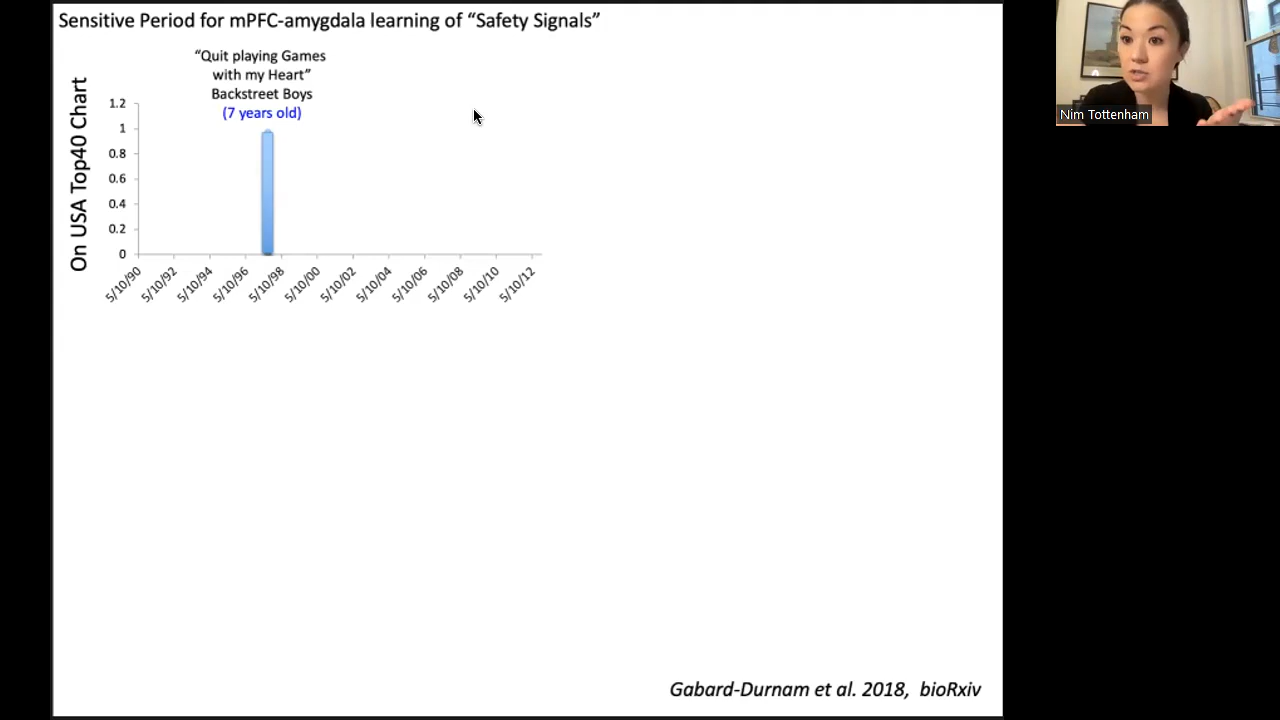 Sensitive Period for mPFC-amygdala learning of “Safety Signals”
“Quit playing Games
with my Heart”
Backstreet Boys
(7 years old)
On USA Top40 Chart
1.2
1
0.8
0.6
0.4
0.2
0
5/10/90
5/10/92
5/10/94
5/10/96
5/10/98
5/10/00
5/10/02
5/10/04
5/10/06
5/10/08
5/10/10
5/10/12
Gabard-Durnam et al. 2018, bioRxiv
Nim Tottenham